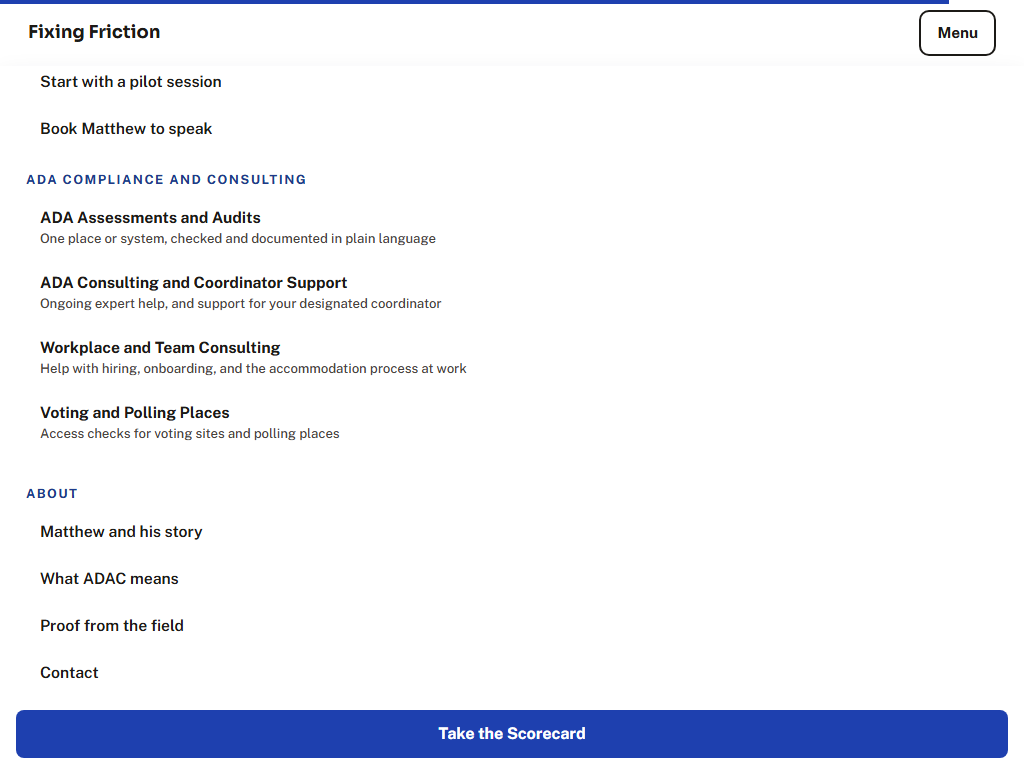 Fixing Friction
Menu
Start with a pilot session
Book Matthew to speak
ADA COMPLIANCE AND CONSULTING
ADA Assessments and Audits
One place or system, checked and documented in plain language
ADA Consulting and Coordinator Support
Ongoing expert help, and support for your designated coordinator
Workplace and Team Consulting
Help with hiring, onboarding, and the accommodation process at work
Voting and Polling Places
Access checks for voting sites and polling places
ABOUT
Matthew and his story
What ADAC means
Proof from the field
Contact
Take the Scorecard